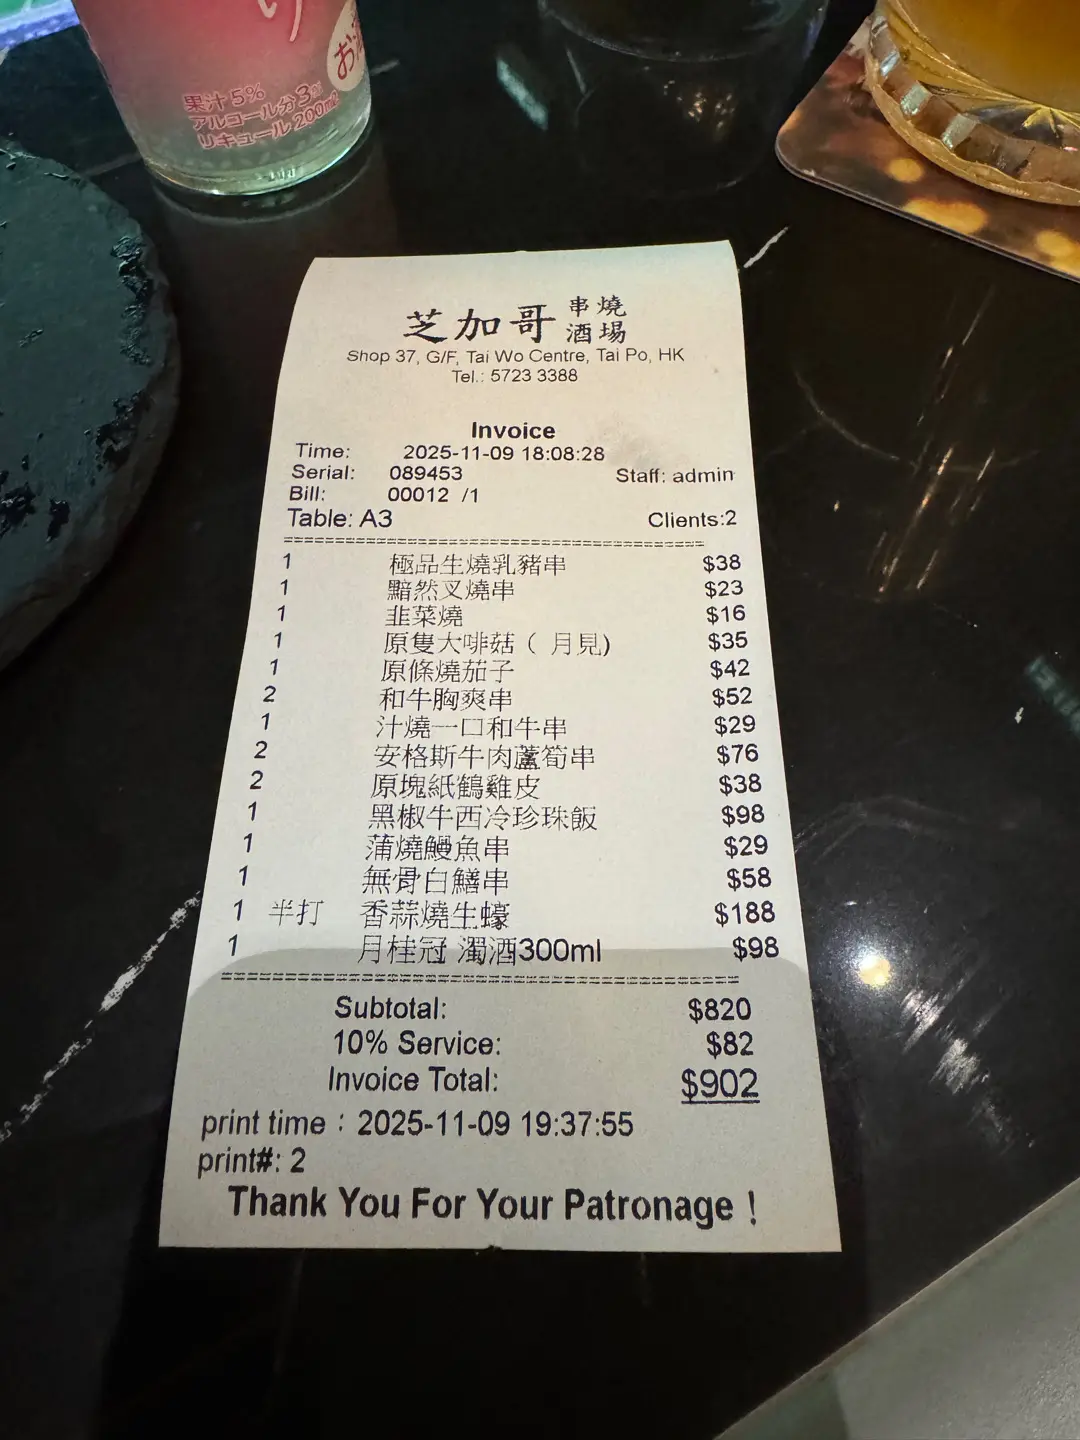 果汁5%
アルコール分3%
リキュール 200ml
お酒
芝加哥 串燒酒場
Shop 37, G/F, Tai Wo Centre, Tai Po, HK
Tel.: 5723 3388
Invoice
Time: 2025-11-09 18:08:28
Serial: 089453 Staff: admin
Bill: 00012 /1
Table: A3 Clients:2
1 極品生燒乳豬串 $38
1 黯然叉燒串 $23
1 韭菜燒 $16
1 原隻大啡菇（ 月見) $35
1 原條燒茄子 $42
2 和牛胸爽串 $52
1 汁燒一口和牛串 $29
2 安格斯牛肉蘆筍串 $76
2 原塊紙鶴雞皮 $38
1 黑椒牛西冷珍珠飯 $98
1 蒲燒鰻魚串 $29
1 無骨白鱔串 $58
1 半打 香蒜燒生蠔 $188
1 月桂冠 濁酒300ml $98
Subtotal: $820
10% Service: $82
Invoice Total: $902
print time：2025-11-09 19:37:55
print#: 2
Thank You For Your Patronage！